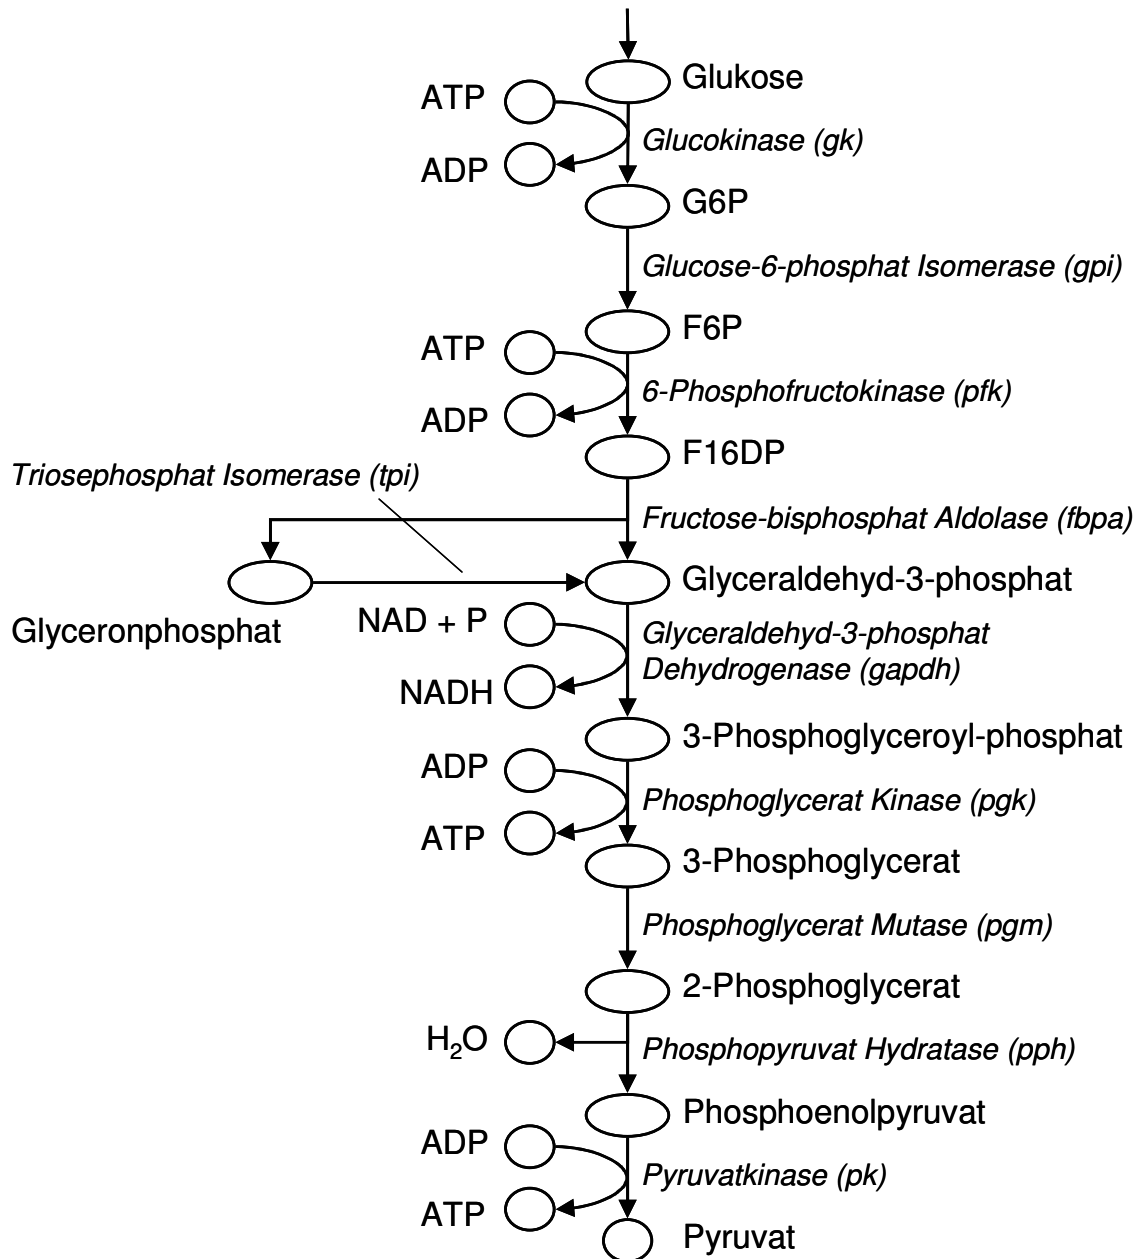 Glukose
ATP
Glucokinase (gk)
ADP
G6P
Glucose-6-phosphat Isomerase (gpi)
F6P
ATP
6-Phosphofructokinase (pfk)
ADP
F16DP
Triosephosphat Isomerase (tpi)
Fructose-bisphosphat Aldolase (fbpa)
Glyceraldehyd-3-phosphat
Glyceronphosphat
NAD + P
Glyceraldehyd-3-phosphat
Dehydrogenase (gapdh)
NADH
3-Phosphoglyceroyl-phosphat
ADP
Phosphoglycerat Kinase (pgk)
ATP
3-Phosphoglycerat
Phosphoglycerat Mutase (pgm)
2-Phosphoglycerat
H₂O
Phosphopyruvat Hydratase (pph)
Phosphoenolpyruvat
ADP
Pyruvatkinase (pk)
ATP
Pyruvat